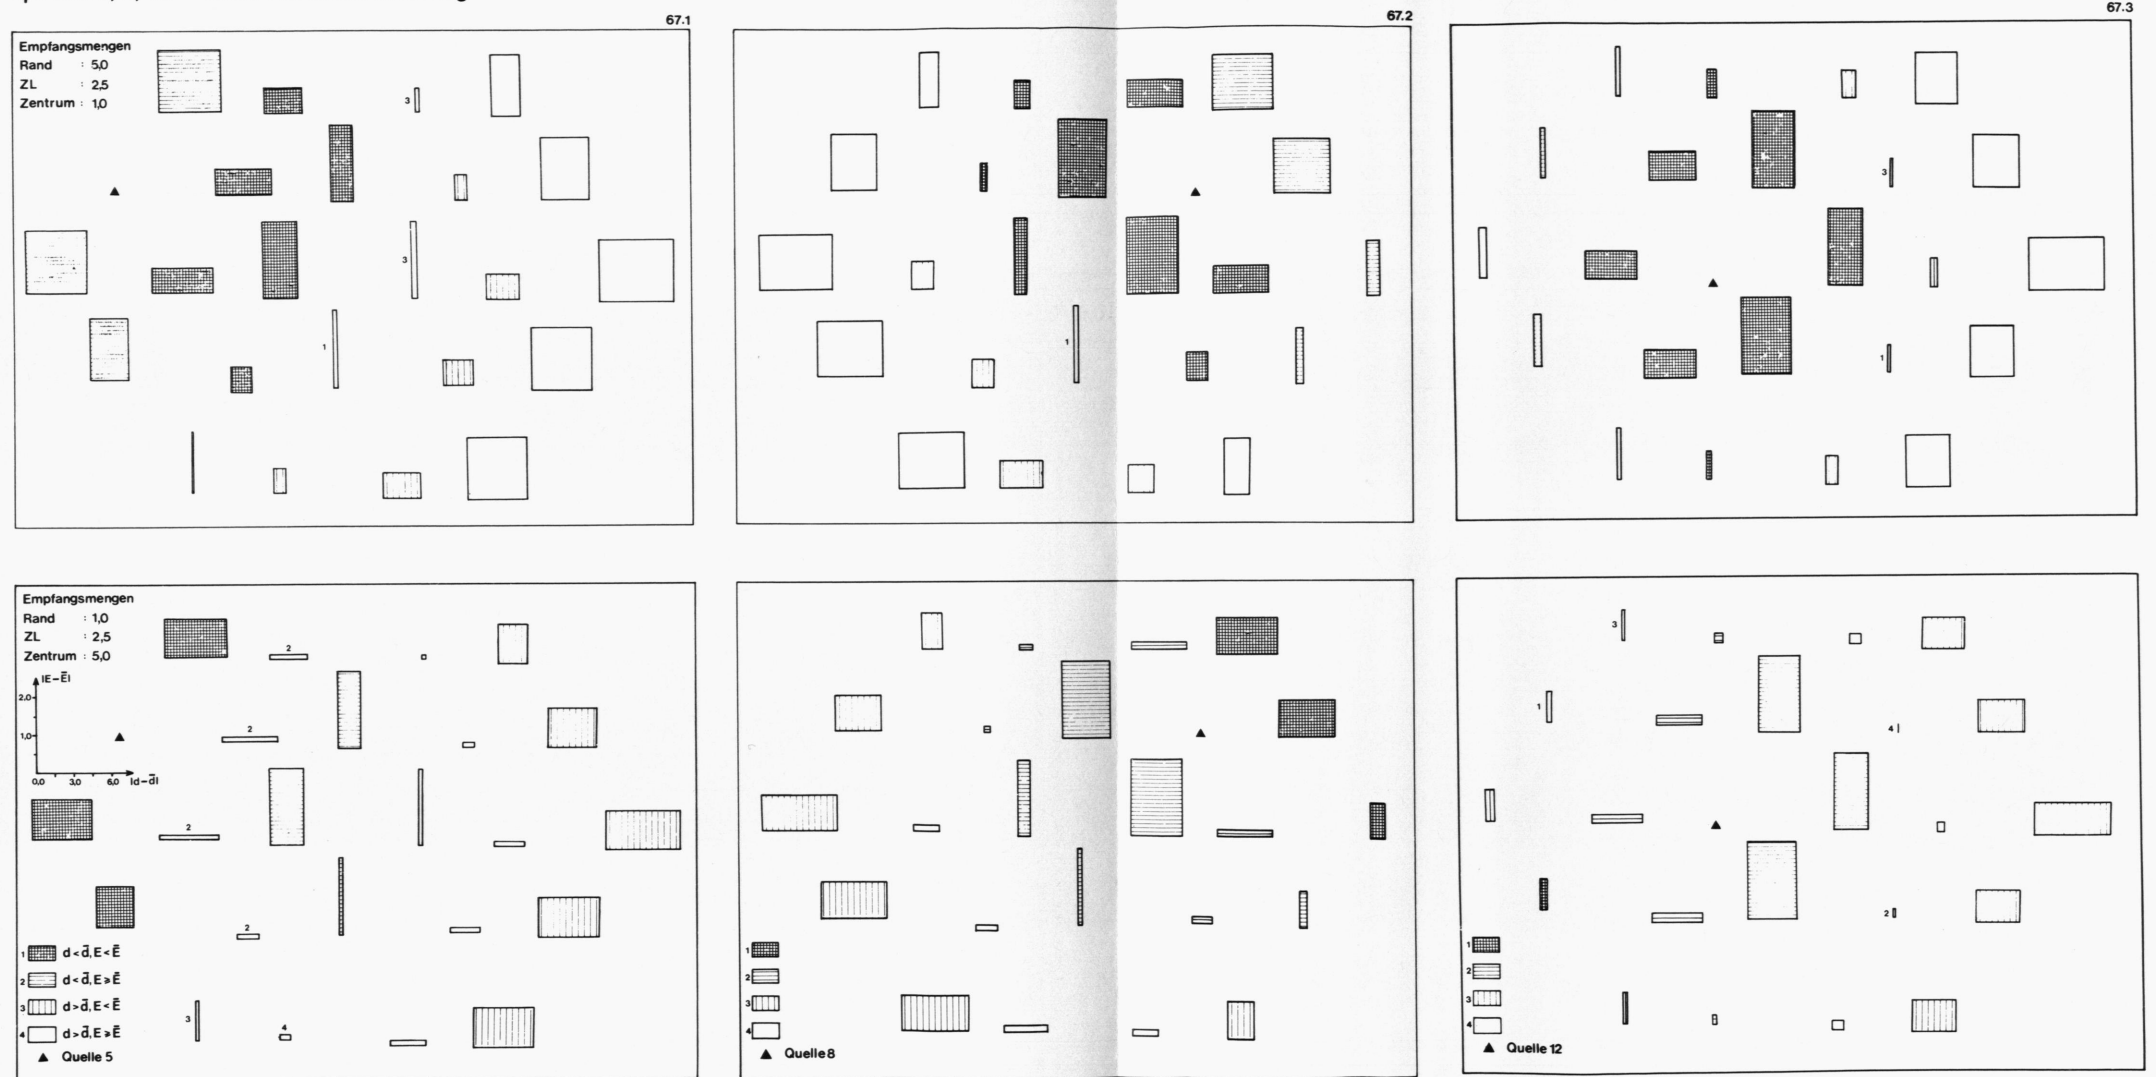 67.1
67.2
67.3
Empfangsmengen
Rand : 5,0
ZL : 2,5
Zentrum : 1,0
3
3
1
1
3
1
Empfangsmengen
Rand : 1,0
ZL : 2,5
Zentrum : 5,0
|E-E̅|
2,0
1,0
0,0 3,0 6,0 |d-d̅|
2
2
2
2
3
4
1 d<d̅,E<E̅
2 d<d̅,E≥E̅
3 d>d̅,E<E̅
4 d>d̅,E≥E̅
▲ Quelle 5
1
2
3
4
▲ Quelle 8
3
1
4
2
1
2
3
4
▲ Quelle 12